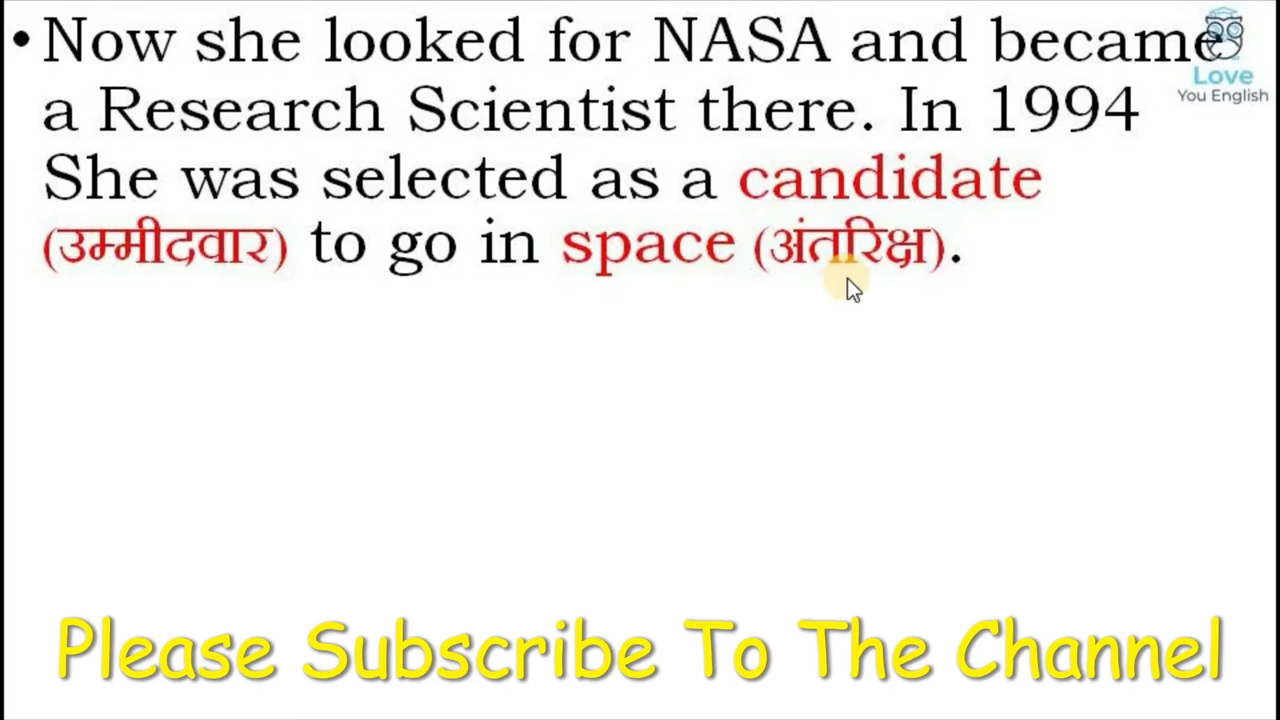 • Now she looked for NASA and became
a Research Scientist there. In 1994
She was selected as a candidate
(उम्मीदवार) to go in space (अंतरिक्ष).
Love
You English
Please Subscribe To The Channel